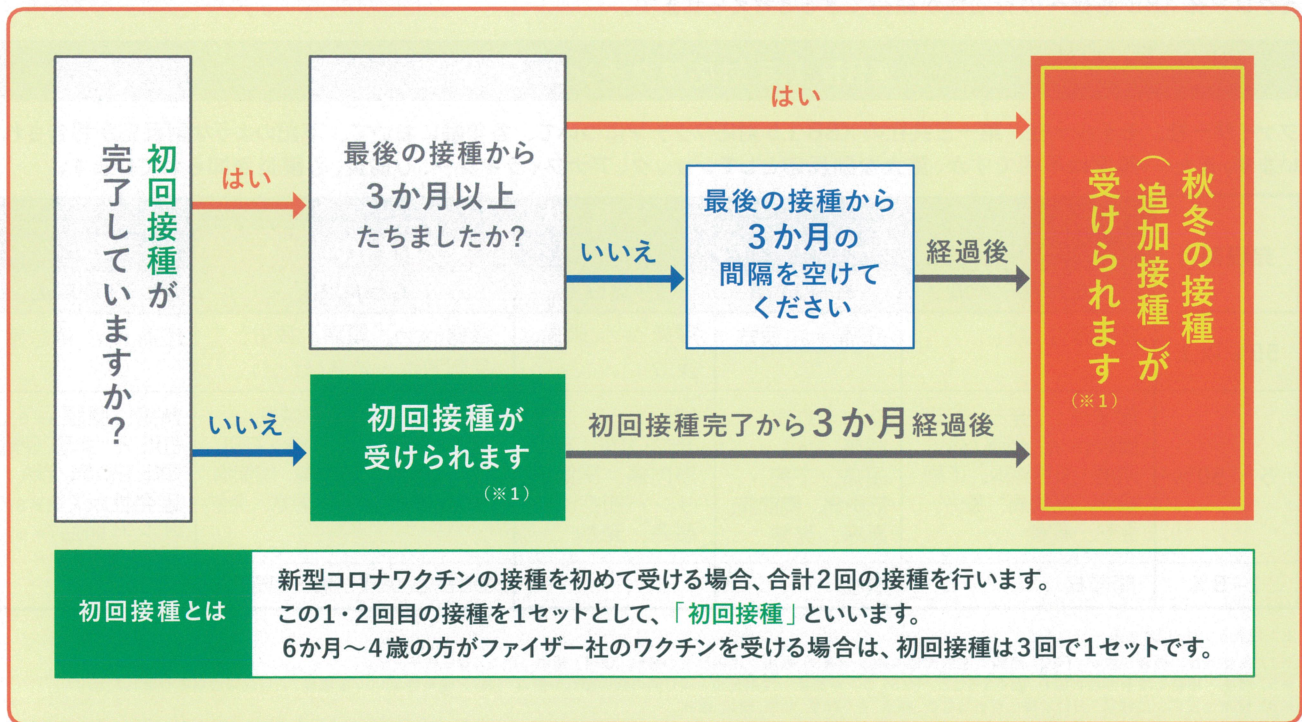 初回接種が
完了していますか？
はい
いいえ
最後の接種から
3か月以上
たちましたか？
はい
いいえ
最後の接種から
3か月の
間隔を空けて
ください
経過後
初回接種が
受けられます
（※1）
初回接種完了から3か月経過後
秋冬の接種
（追加接種）が
受けられます
（※1）
初回接種とは
新型コロナワクチンの接種を初めて受ける場合、合計2回の接種を行います。
この1・2回目の接種を1セットとして、「初回接種」といいます。
6か月～4歳の方がファイザー社のワクチンを受ける場合は、初回接種は3回で1セットです。